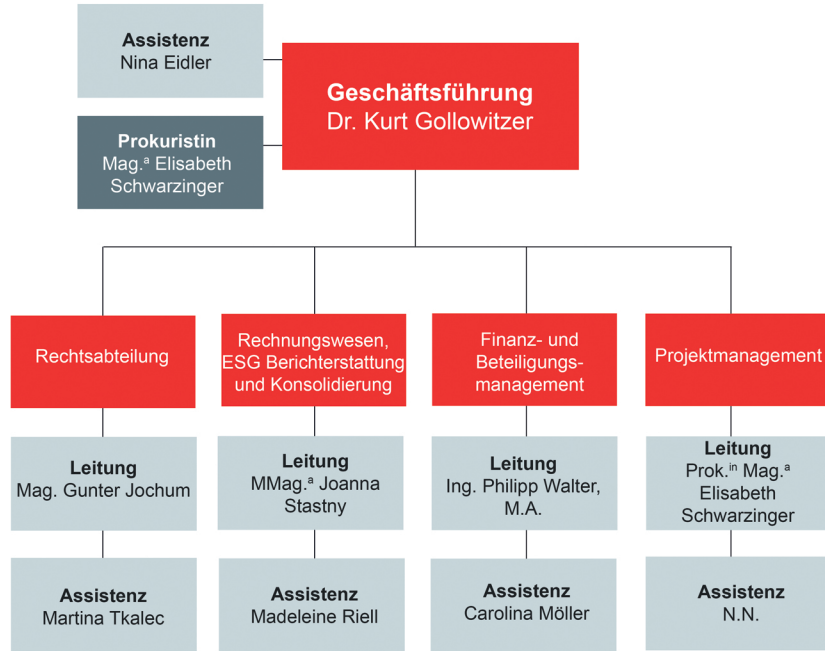 Assistenz
Nina Eidler
Geschäftsführung
Dr. Kurt Gollowitzer
Prokuristin
Mag.ª Elisabeth
Schwarzinger
Rechtsabteilung
Rechnungswesen,
ESG Berichterstattung
und Konsolidierung
Finanz- und
Beteiligungs-
management
Projektmanagement
Leitung
Mag. Gunter Jochum
Leitung
MMag.ª Joanna
Stastny
Leitung
Ing. Philipp Walter,
M.A.
Leitung
Prok.ⁱⁿ Mag.ª
Elisabeth
Schwarzinger
Assistenz
Martina Tkalec
Assistenz
Madeleine Riell
Assistenz
Carolina Möller
Assistenz
N.N.